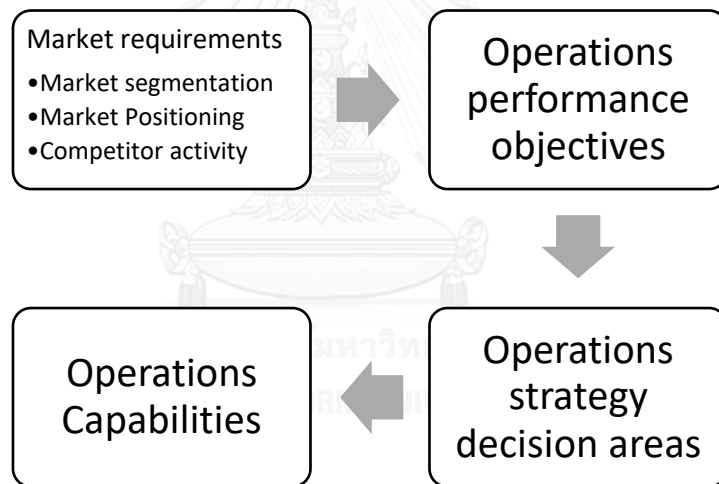 Market requirements
•Market segmentation
•Market Positioning
•Competitor activity
Operations
performance
objectives
Operations
Capabilities
Operations
strategy
decision areas